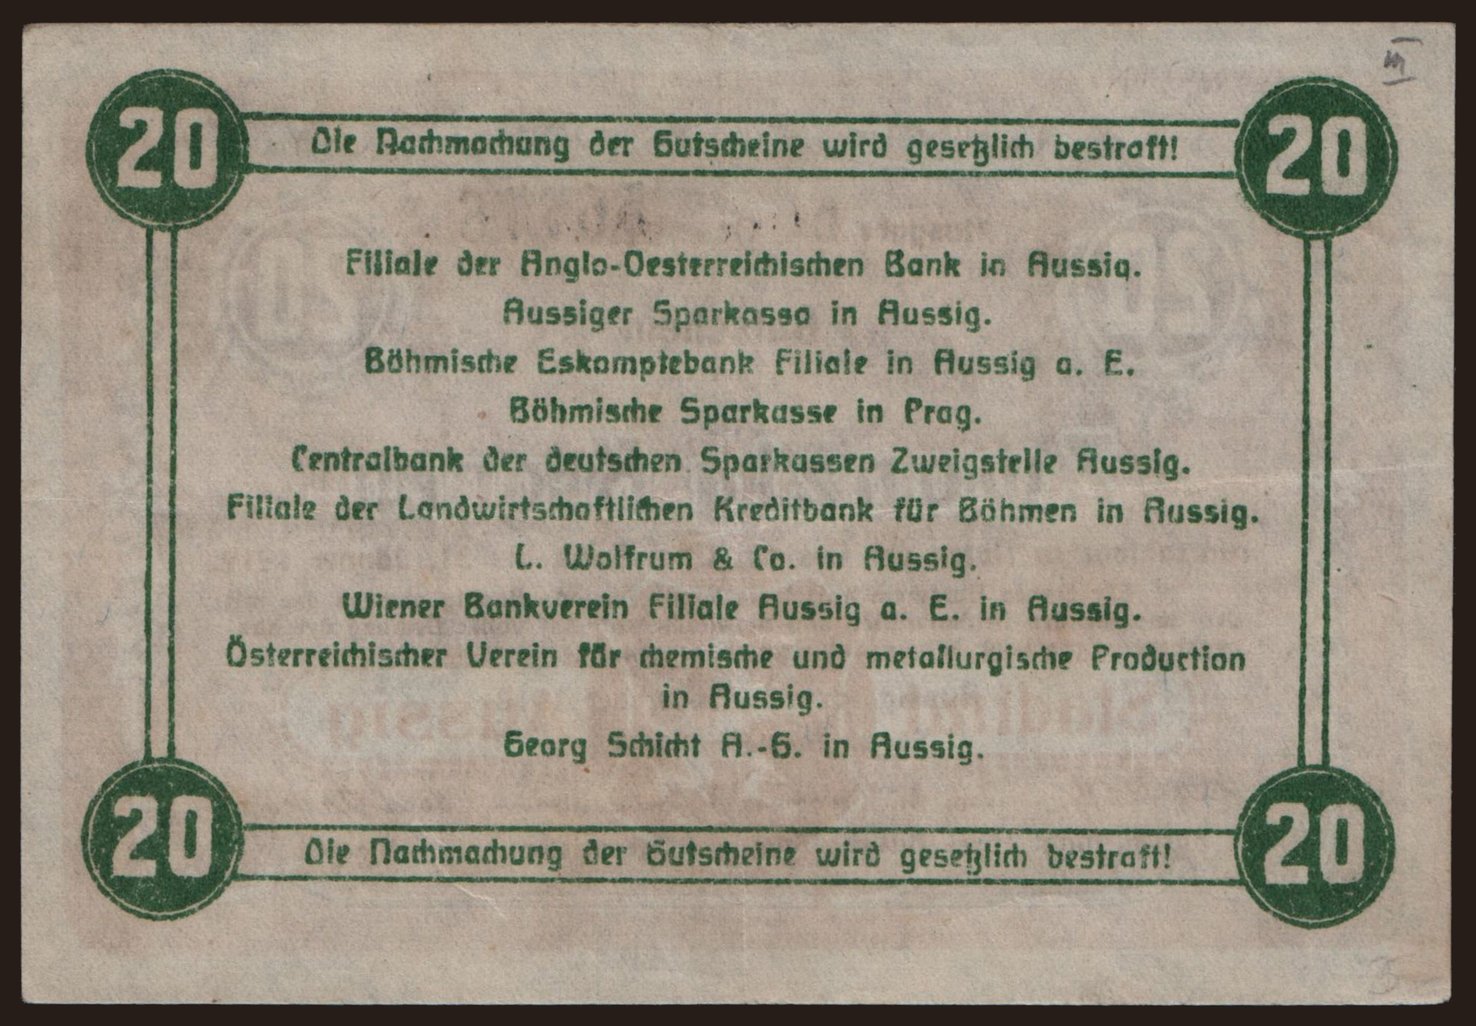 20 Die Nachmachung der Gutscheine wird gesetzlich bestraft! 20
Filiale der Anglo-Oesterreichischen Bank in Aussig.
Aussiger Sparkassa in Aussig.
Böhmische Eskomptebank Filiale in Aussig a. E.
Böhmische Sparkasse in Prag.
Centralbank der deutschen Sparkassen Zweigstelle Aussig.
Filiale der Landwirtschaftlichen Kreditbank für Böhmen in Aussig.
L. Wolfrum & Co. in Aussig.
Wiener Bankverein Filiale Aussig a. E. in Aussig.
Österreichischer Verein für chemische und metallurgische Production
in Aussig.
Georg Schicht A.-G. in Aussig.
20 Die Nachmachung der Gutscheine wird gesetzlich bestraft! 20